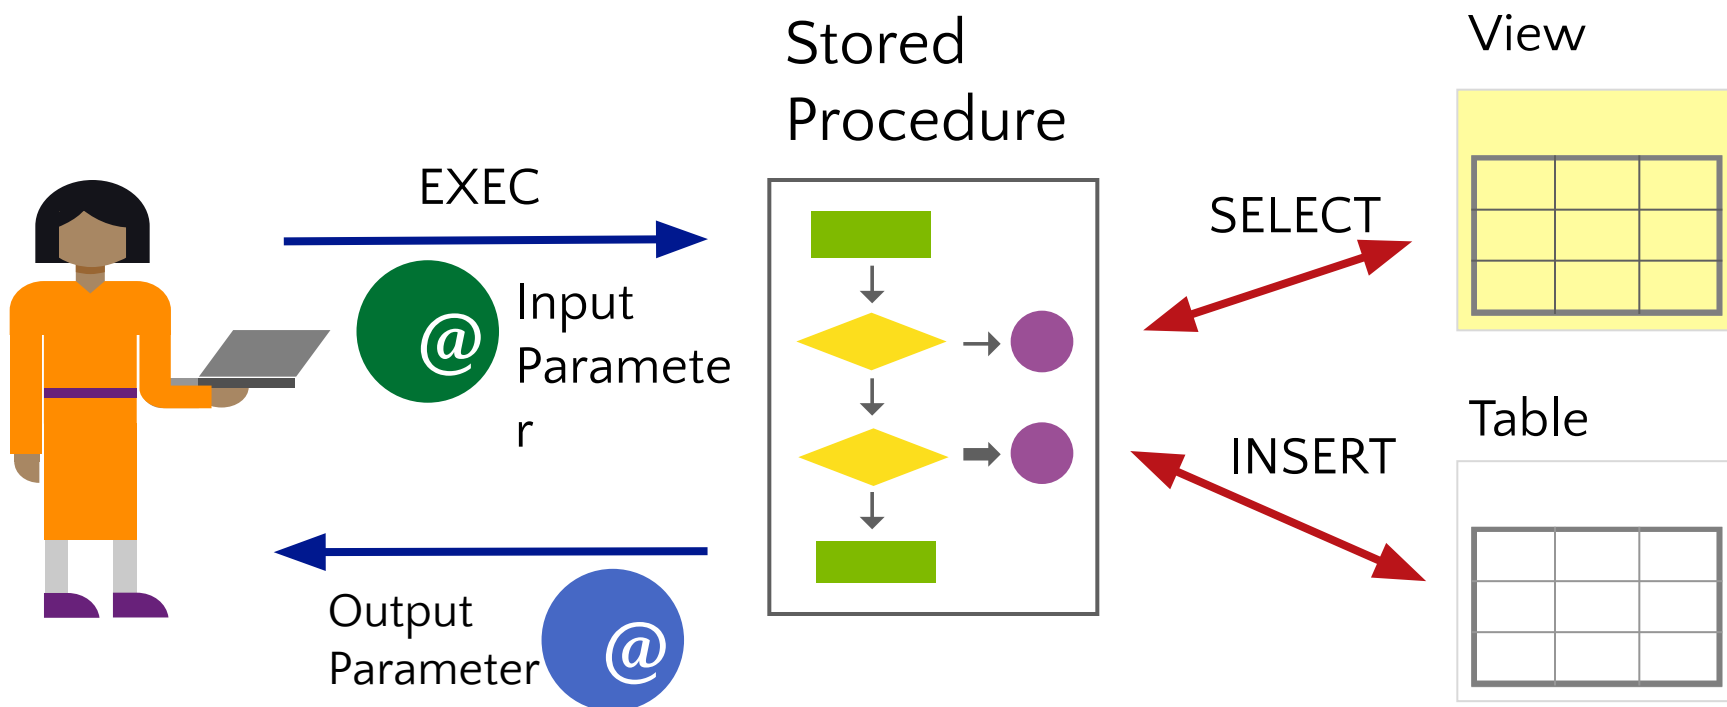 Stored
Procedure
View
EXEC
SELECT
@
Input
Paramete
r
Table
INSERT
Output
Parameter
@